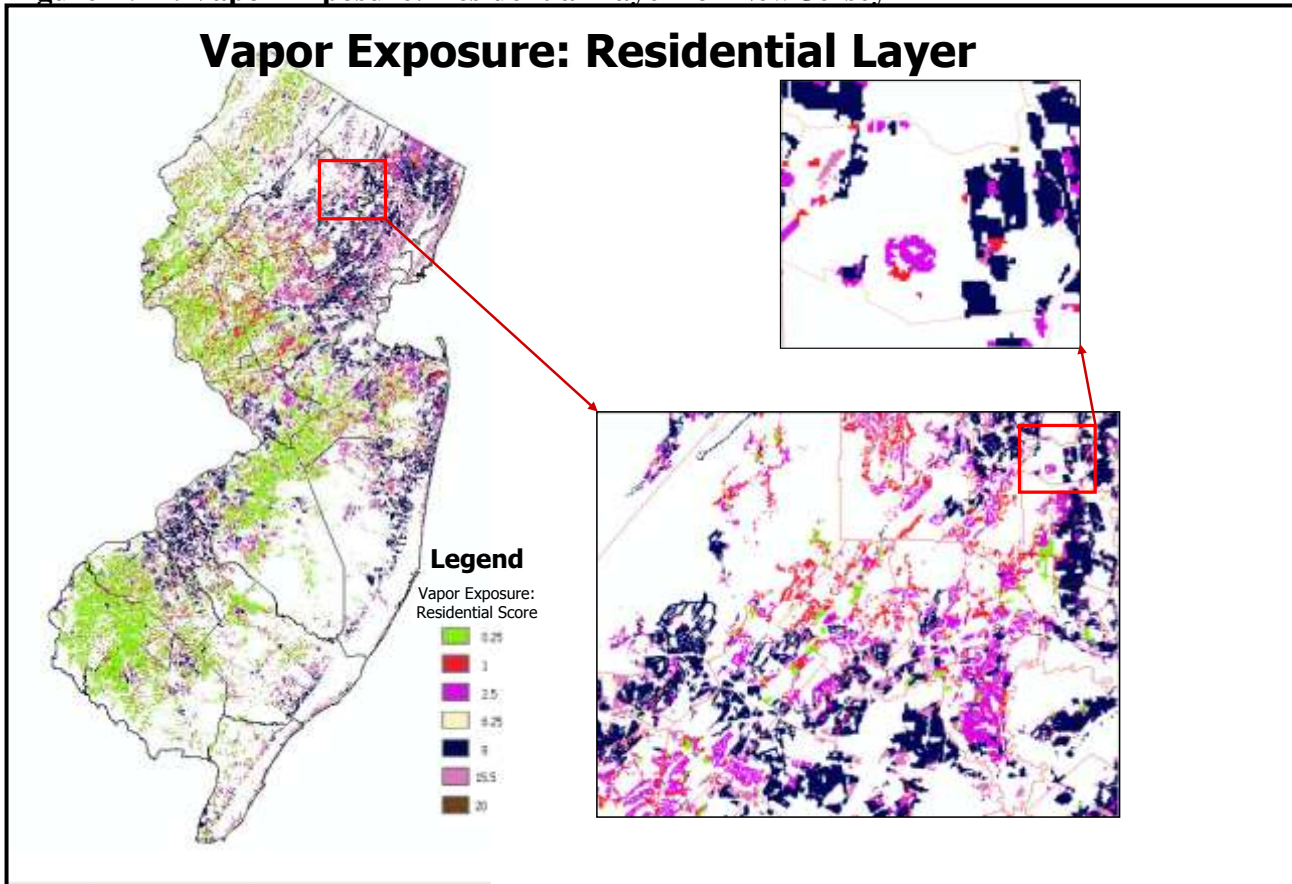 Vapor Exposure: Residential Layer
Legend
Vapor Exposure:
Residential Score
0.25
1
2.5
6.25
15.5
20